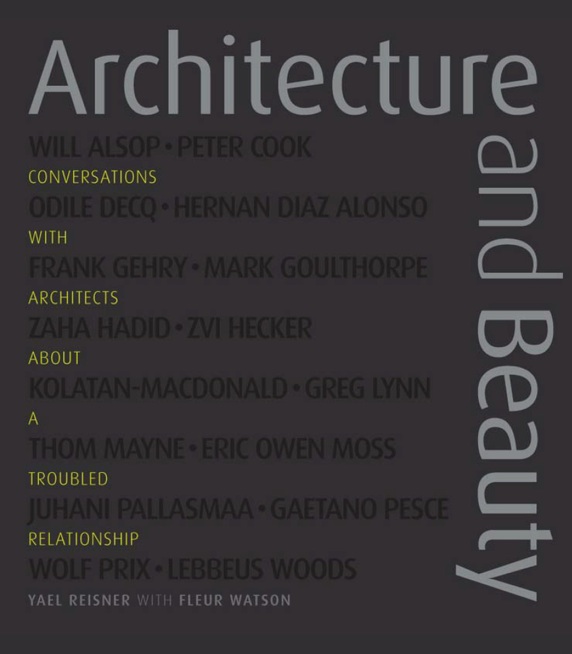 Architecture
and Beauty
WILL ALSOP • PETER COOK
CONVERSATIONS
ODILE DECQ • HERNAN DIAZ ALONSO
WITH
FRANK GEHRY • MARK GOULTHORPE
ARCHITECTS
ZAHA HADID • ZVI HECKER
ABOUT
KOLATAN-MACDONALD • GREG LYNN
A
THOM MAYNE • ERIC OWEN MOSS
TROUBLED
JUHANI PALLASMAA • GAETANO PESCE
RELATIONSHIP
WOLF PRIX • LEBBEUS WOODS
YAEL REISNER WITH FLEUR WATSON